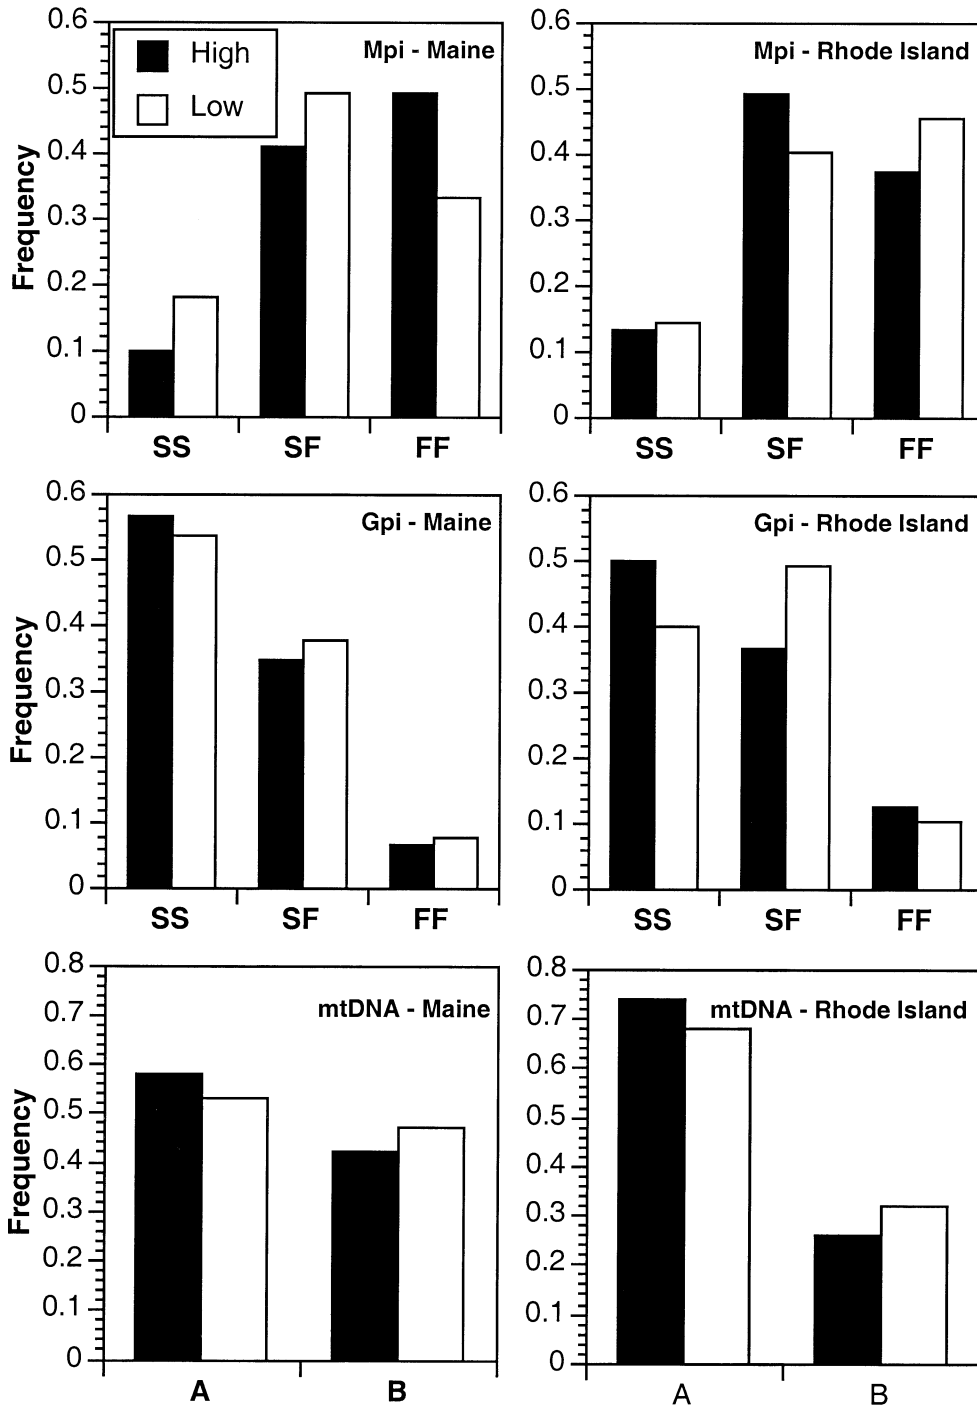 High
Low
Mpi - Maine
Frequency
0.6
0.5
0.4
0.3
0.2
0.1
0
SS SF FF
Mpi - Rhode Island
0.6
0.5
0.4
0.3
0.2
0.1
0
SS SF FF
Gpi - Maine
Frequency
0.6
0.5
0.4
0.3
0.2
0.1
0
SS SF FF
Gpi - Rhode Island
0.6
0.5
0.4
0.3
0.2
0.1
0
SS SF FF
mtDNA - Maine
Frequency
0.8
0.7
0.6
0.5
0.4
0.3
0.2
0.1
0
A B
mtDNA - Rhode Island
0.8
0.7
0.6
0.5
0.4
0.3
0.2
0.1
0
A B